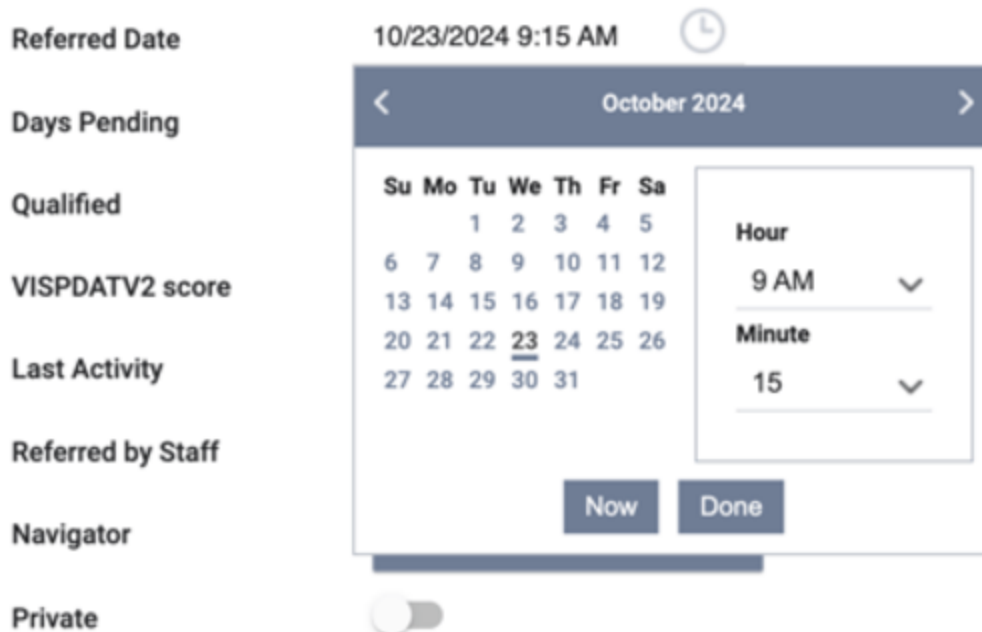 Referred Date 10/23/2024 9:15 AM
October 2024
Days Pending
Su Mo Tu We Th Fr Sa
1 2 3 4 5
6 7 8 9 10 11 12
13 14 15 16 17 18 19
20 21 22 23 24 25 26
27 28 29 30 31
Hour
9 AM
Minute
15
Now Done
Qualified
VISPDATV2 score
Last Activity
Referred by Staff
Navigator
Private